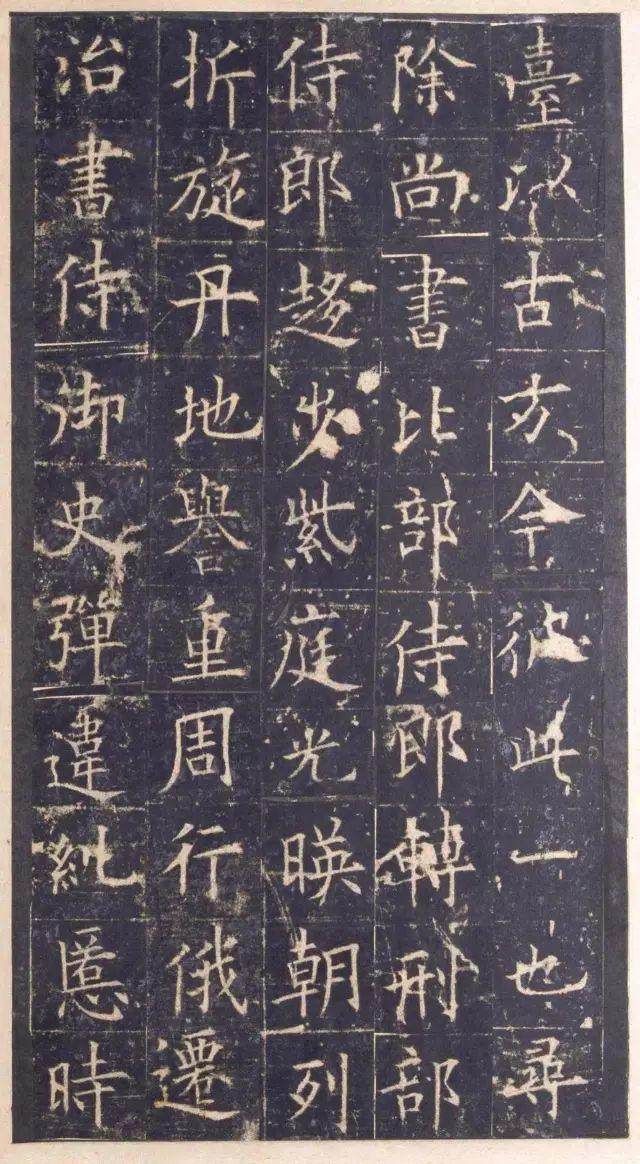 臺以古方今彼此一也尋
除尚書比部侍郎轉刑部
侍郎趍步紫庭光暎朝列
折旋丹地譽重周行俄遷
治書侍御史彈違糺慝時